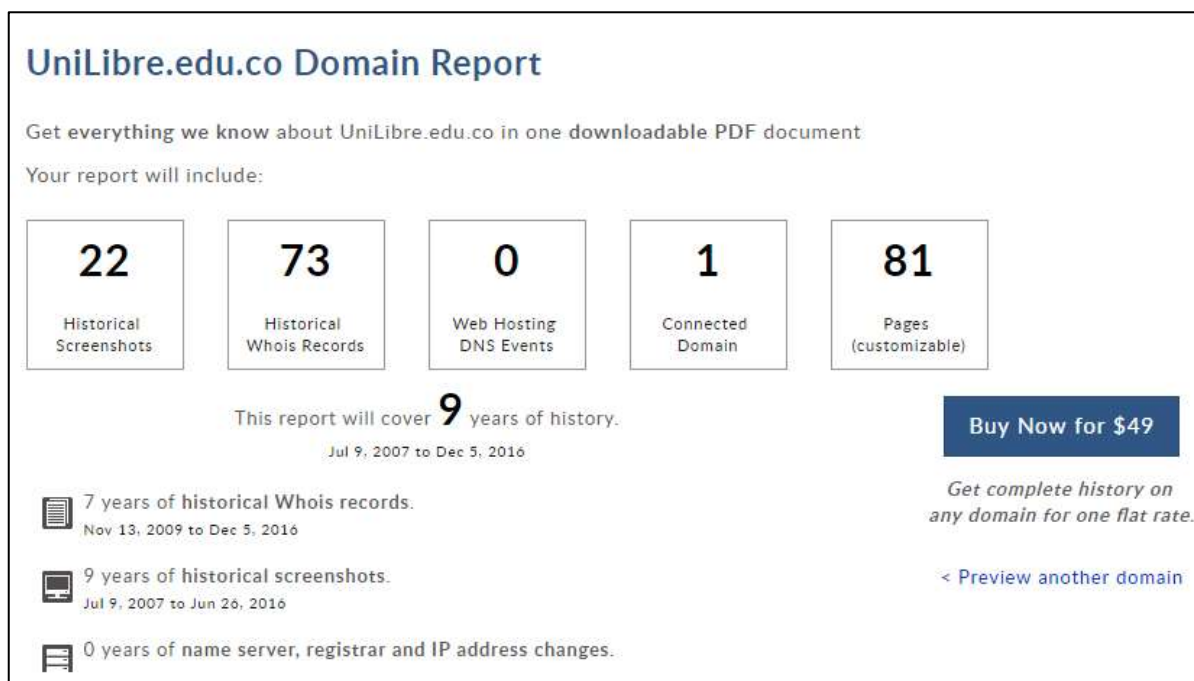 UniLibre.edu.co Domain Report
Get everything we know about UniLibre.edu.co in one downloadable PDF document
Your report will include:
22
Historical
Screenshots
73
Historical
Whois Records
0
Web Hosting
DNS Events
1
Connected
Domain
81
Pages
(customizable)
This report will cover 9 years of history.
Jul 9, 2007 to Dec 5, 2016
Buy Now for $49
Get complete history on
any domain for one flat rate.
< Preview another domain
7 years of historical Whois records.
Nov 13, 2009 to Dec 5, 2016
9 years of historical screenshots.
Jul 9, 2007 to Jun 26, 2016
0 years of name server, registrar and IP address changes.